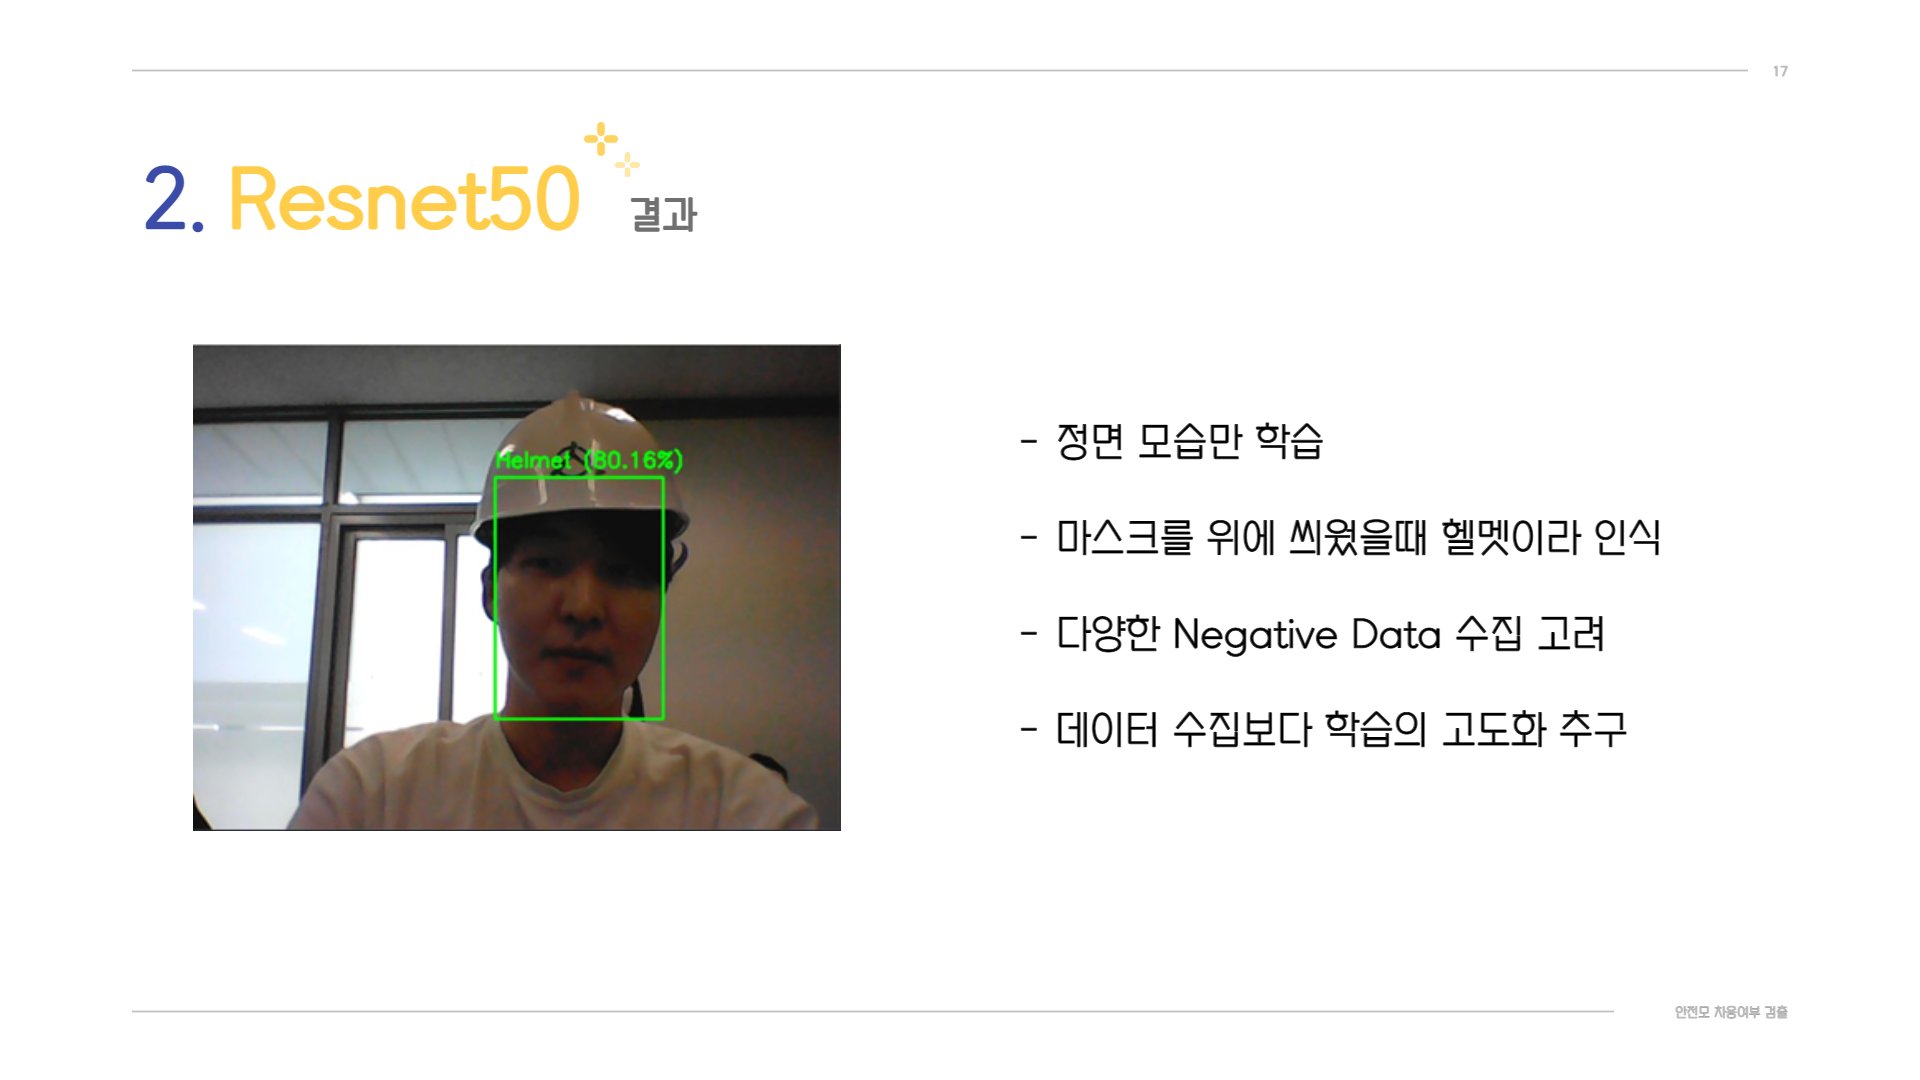 17
2. Resnet50 결과
Helmet (80.16%)
- 정면 모습만 학습
- 마스크를 위에 씌웠을때 헬멧이라 인식
- 다양한 Negative Data 수집 고려
- 데이터 수집보다 학습의 고도화 추구
안전모 차용여부 검출